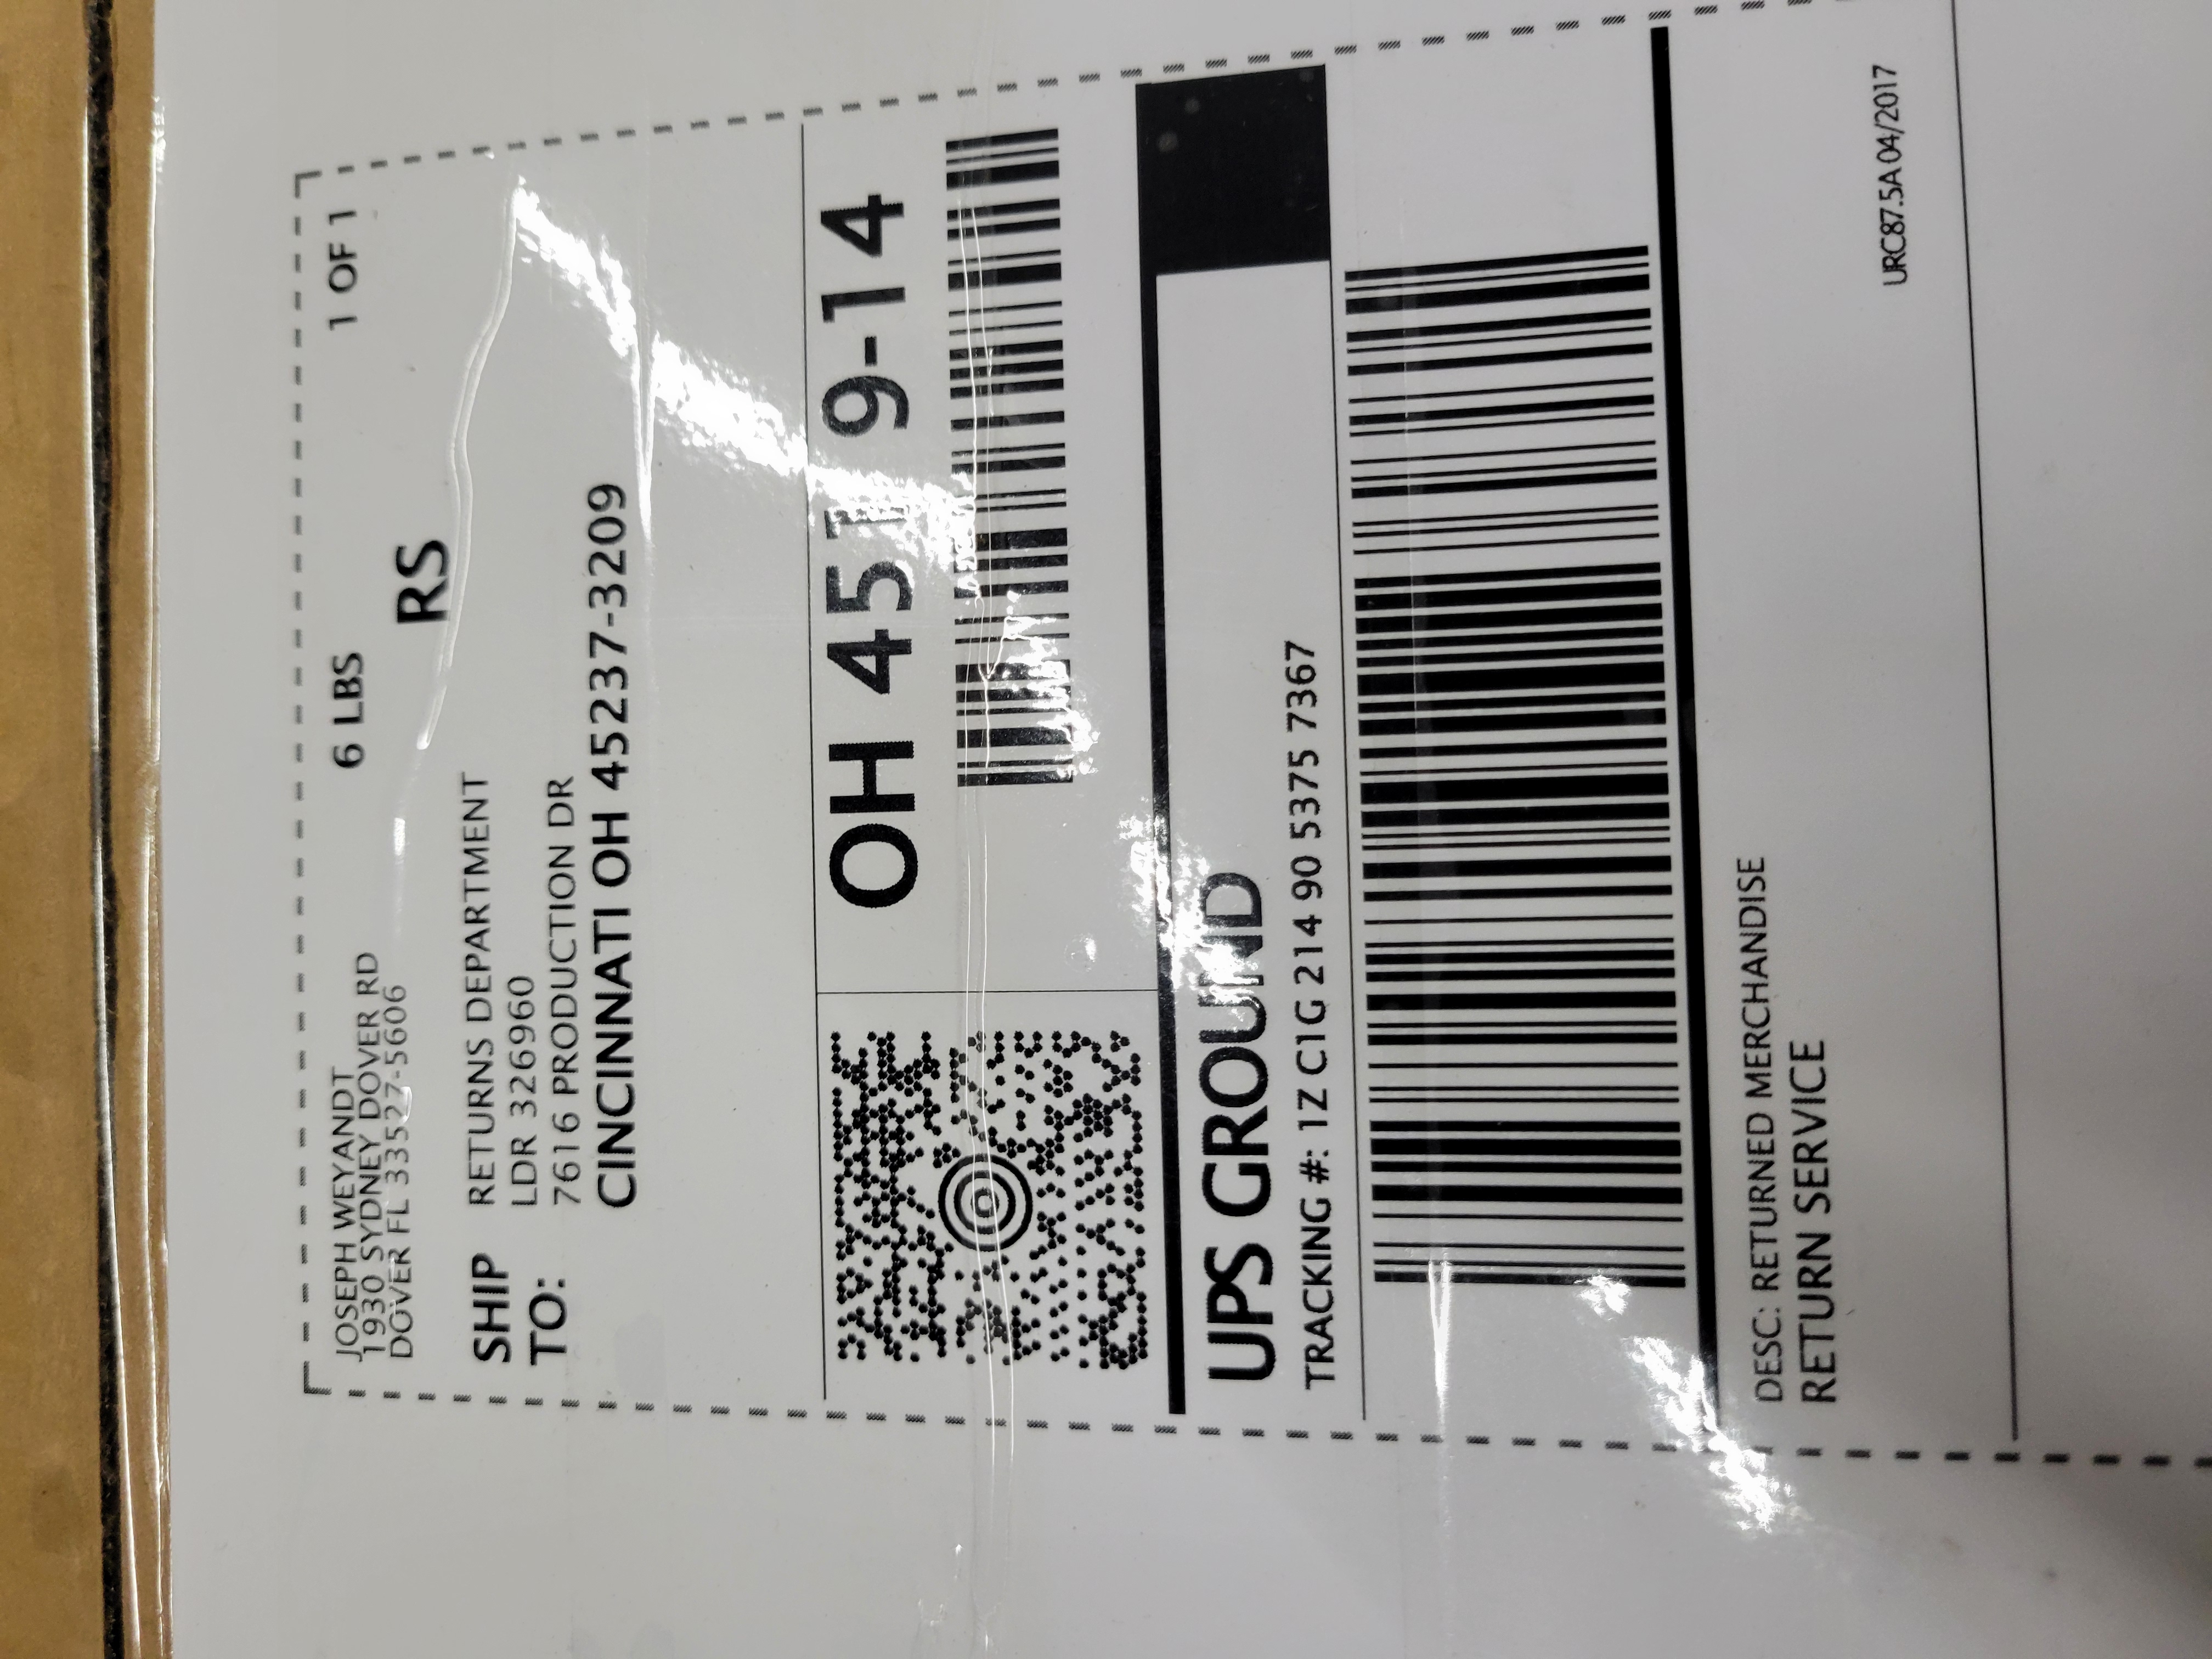 JOSEPH WEYANDT
1930 SYDNEY DOVER RD
DOVER FL 33527-5606
6 LBS
1 OF 1
RS
SHIP TO:
RETURNS DEPARTMENT
LDR 326960
7616 PRODUCTION DR
CINCINNATI OH 45237-3209
OH 451 9-14
UPS GROUND
TRACKING #: 1Z C1G 214 90 5375 7367
DESC: RETURNED MERCHANDISE
RETURN SERVICE
URC87.5A 04/2017